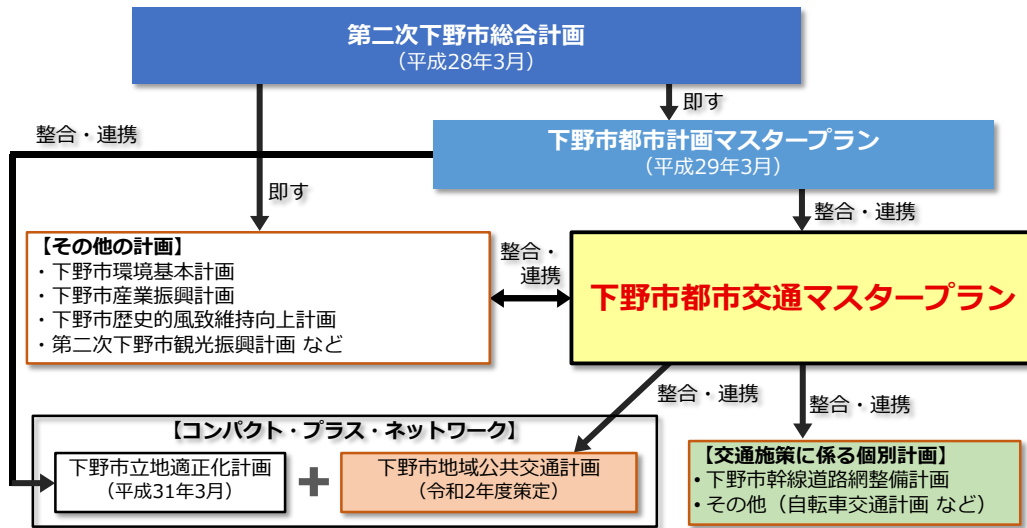 第二次下野市総合計画
（平成28年3月）
即す
整合・連携
下野市都市計画マスタープラン
（平成29年3月）
即す
整合・連携
【その他の計画】
・下野市環境基本計画
・下野市産業振興計画
・下野市歴史的風致維持向上計画
・第二次下野市観光振興計画 など
整合・
連携
下野市都市交通マスタープラン
整合・連携
整合・連携
【コンパクト・プラス・ネットワーク】
下野市立地適正化計画
（平成31年3月）
+
下野市地域公共交通計画
（令和2年度策定）
【交通施策に係る個別計画】
・下野市幹線道路網整備計画
・その他（自転車交通計画 など）